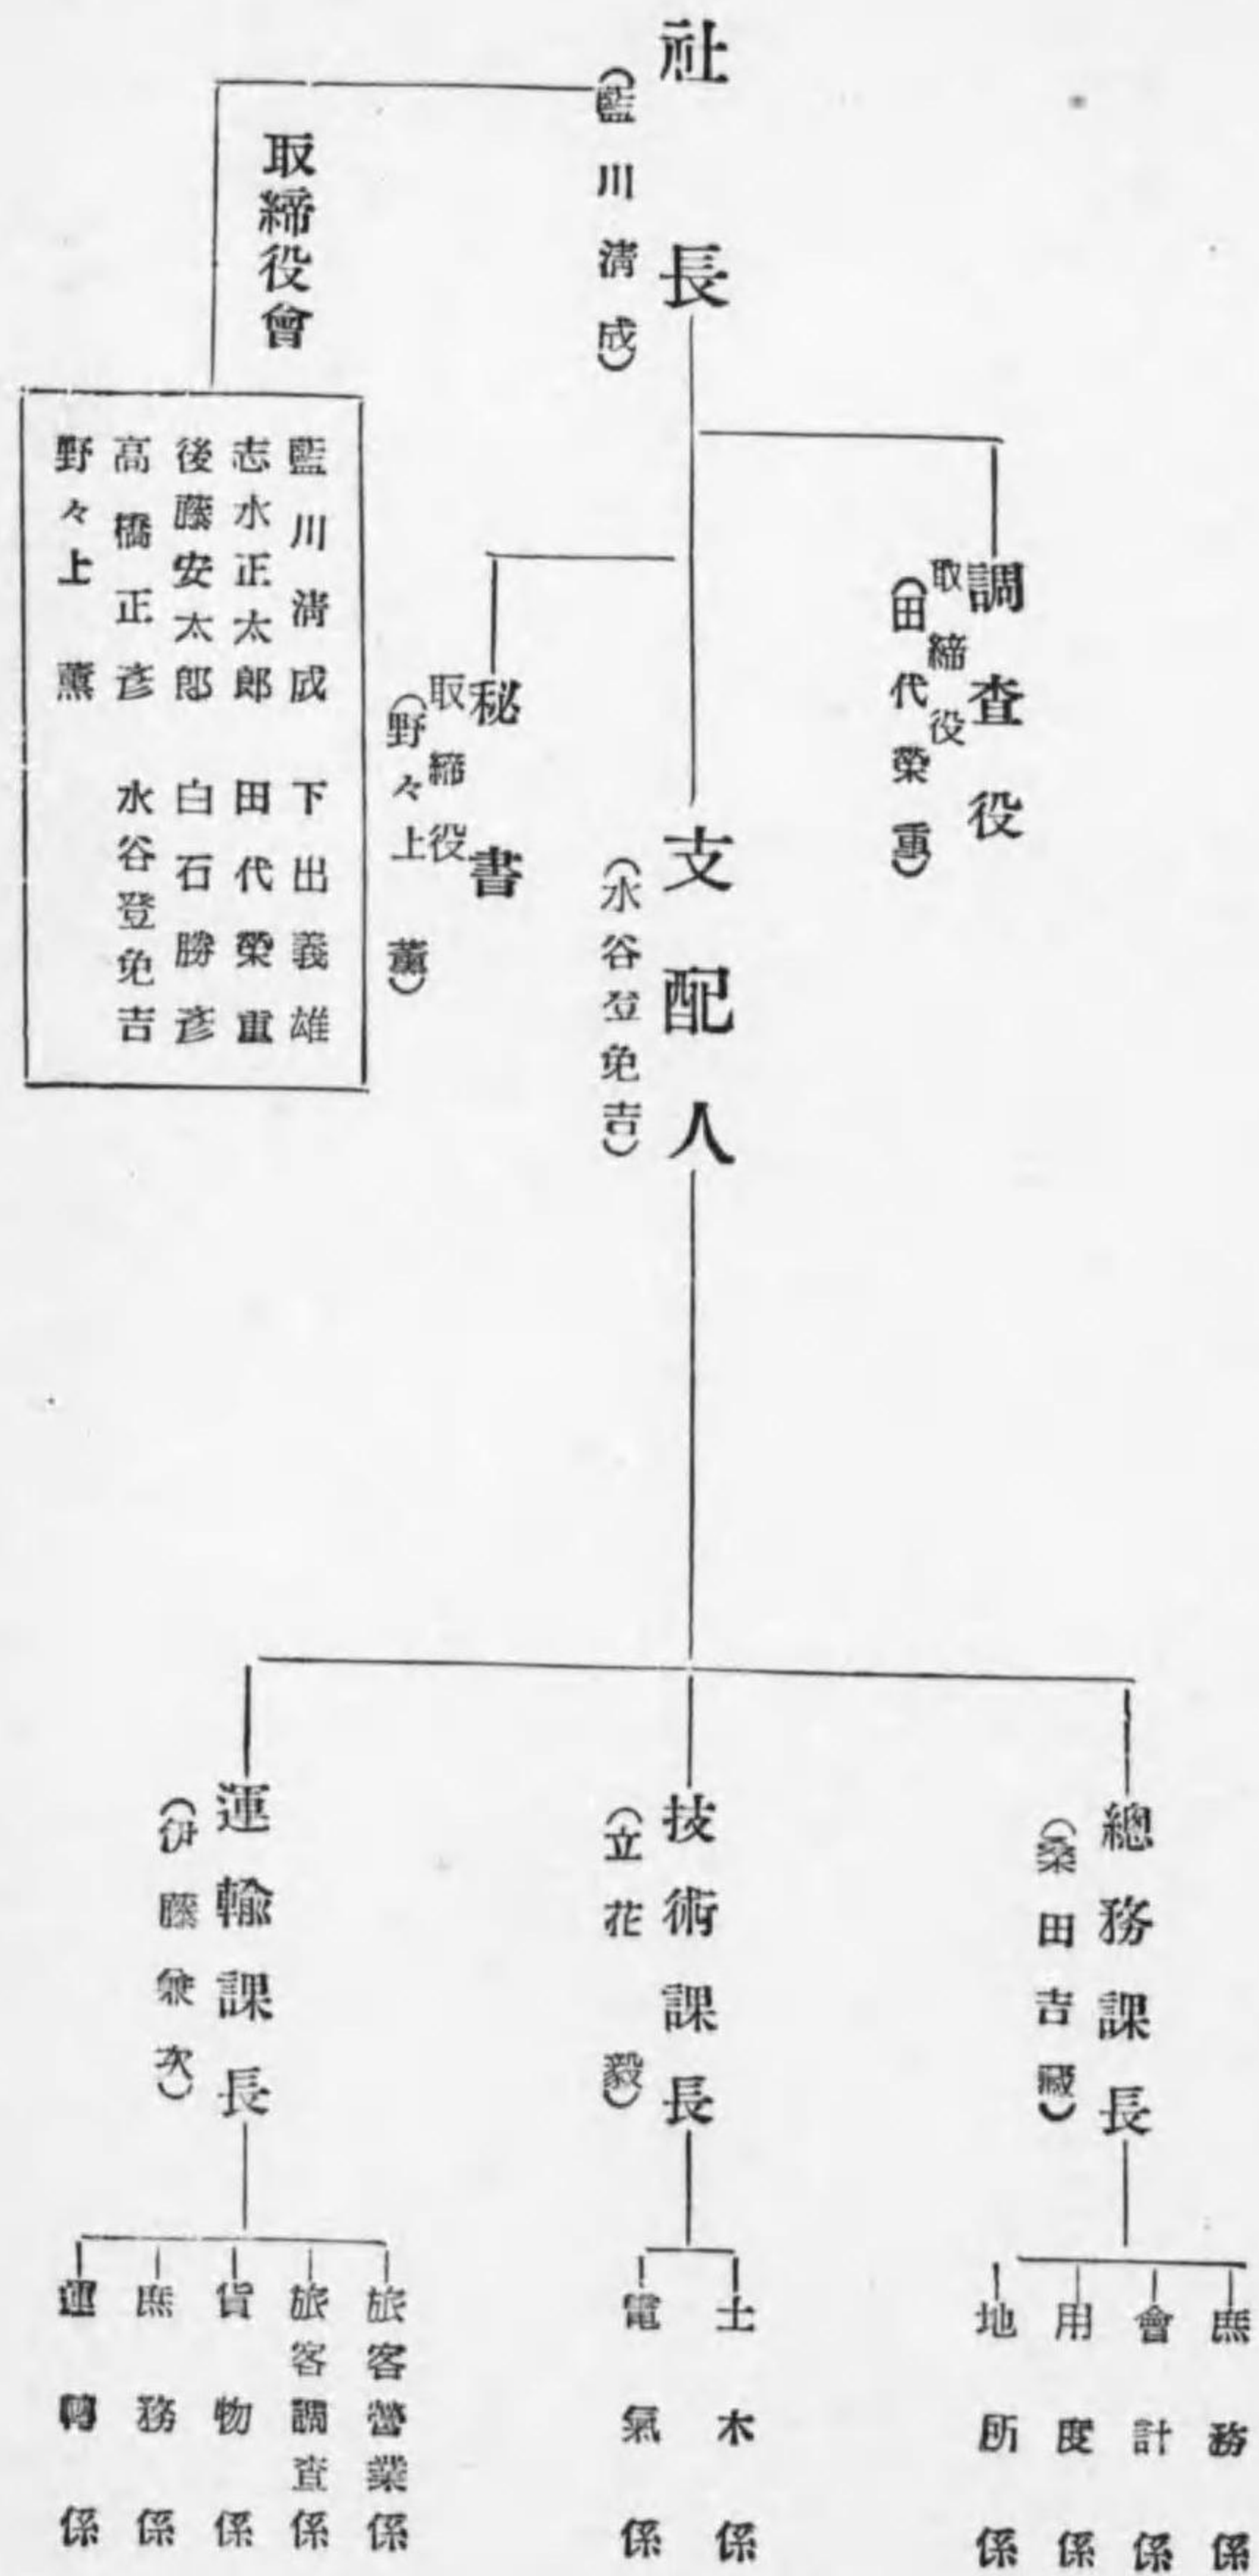 社長
（藍川淸成）
調査役
取締役
（田代榮重）
支配人
（水谷登免吉）
秘書
取締役
（野々上薰）
取締役會
藍川淸成　下出義雄
志水正太郎　田代榮重
後藤安太郎　白石勝彥
高橋正彥　水谷登免吉
野々上薰
總務課長
（桑田吉藏）
庶務係
會計係
用度係
地所係
技術課長
（立花毅）
土木係
電氣係
運輸課長
（伊藤兼次）
旅客營業係
旅客調査係
貨物係
庶務係
運轉係